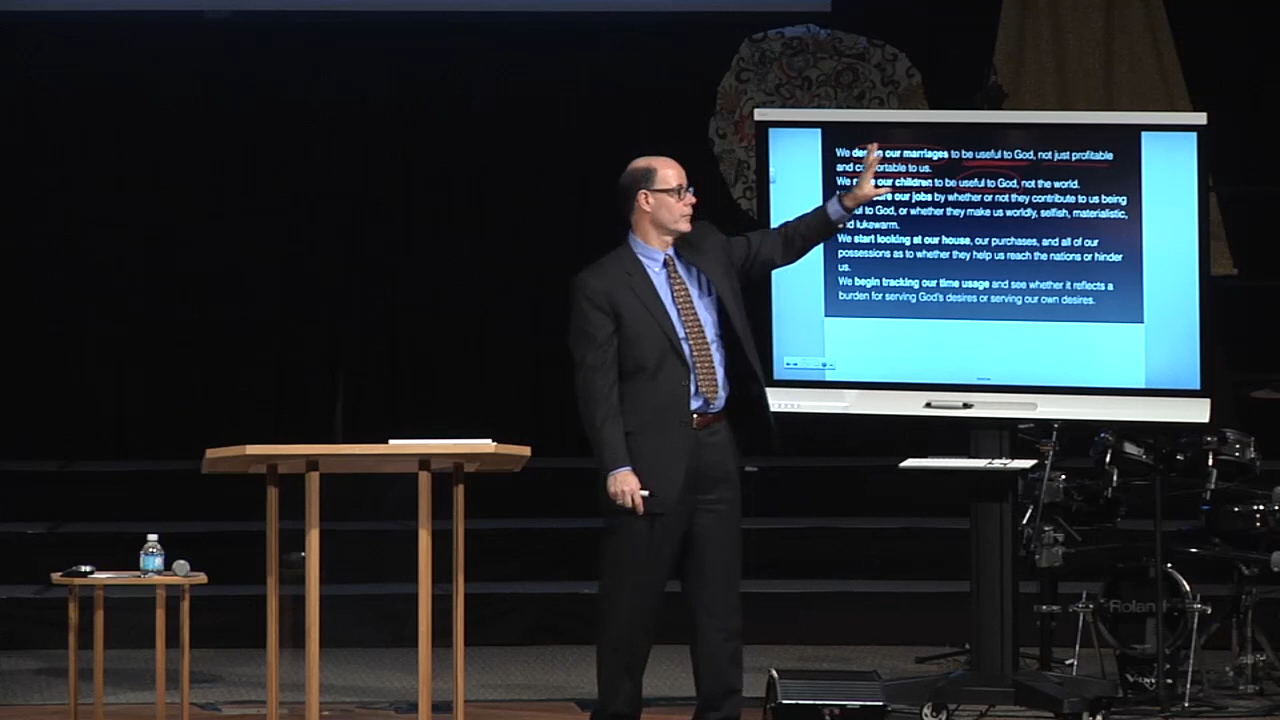 We our marriages to be useful to God, not just profitable
and to us.
We our children to be useful to God, not the world.
our jobs by whether or not they contribute to us being
to God, or whether they make us worldly, selfish, materialistic,
lukewarm.
We start looking at our house, our purchases, and all of our
possessions as to whether they help us reach the nations or hinder
us.
We begin tracking our time usage and see whether it reflects a
burden for serving God's desires or serving our own desires.
Roland